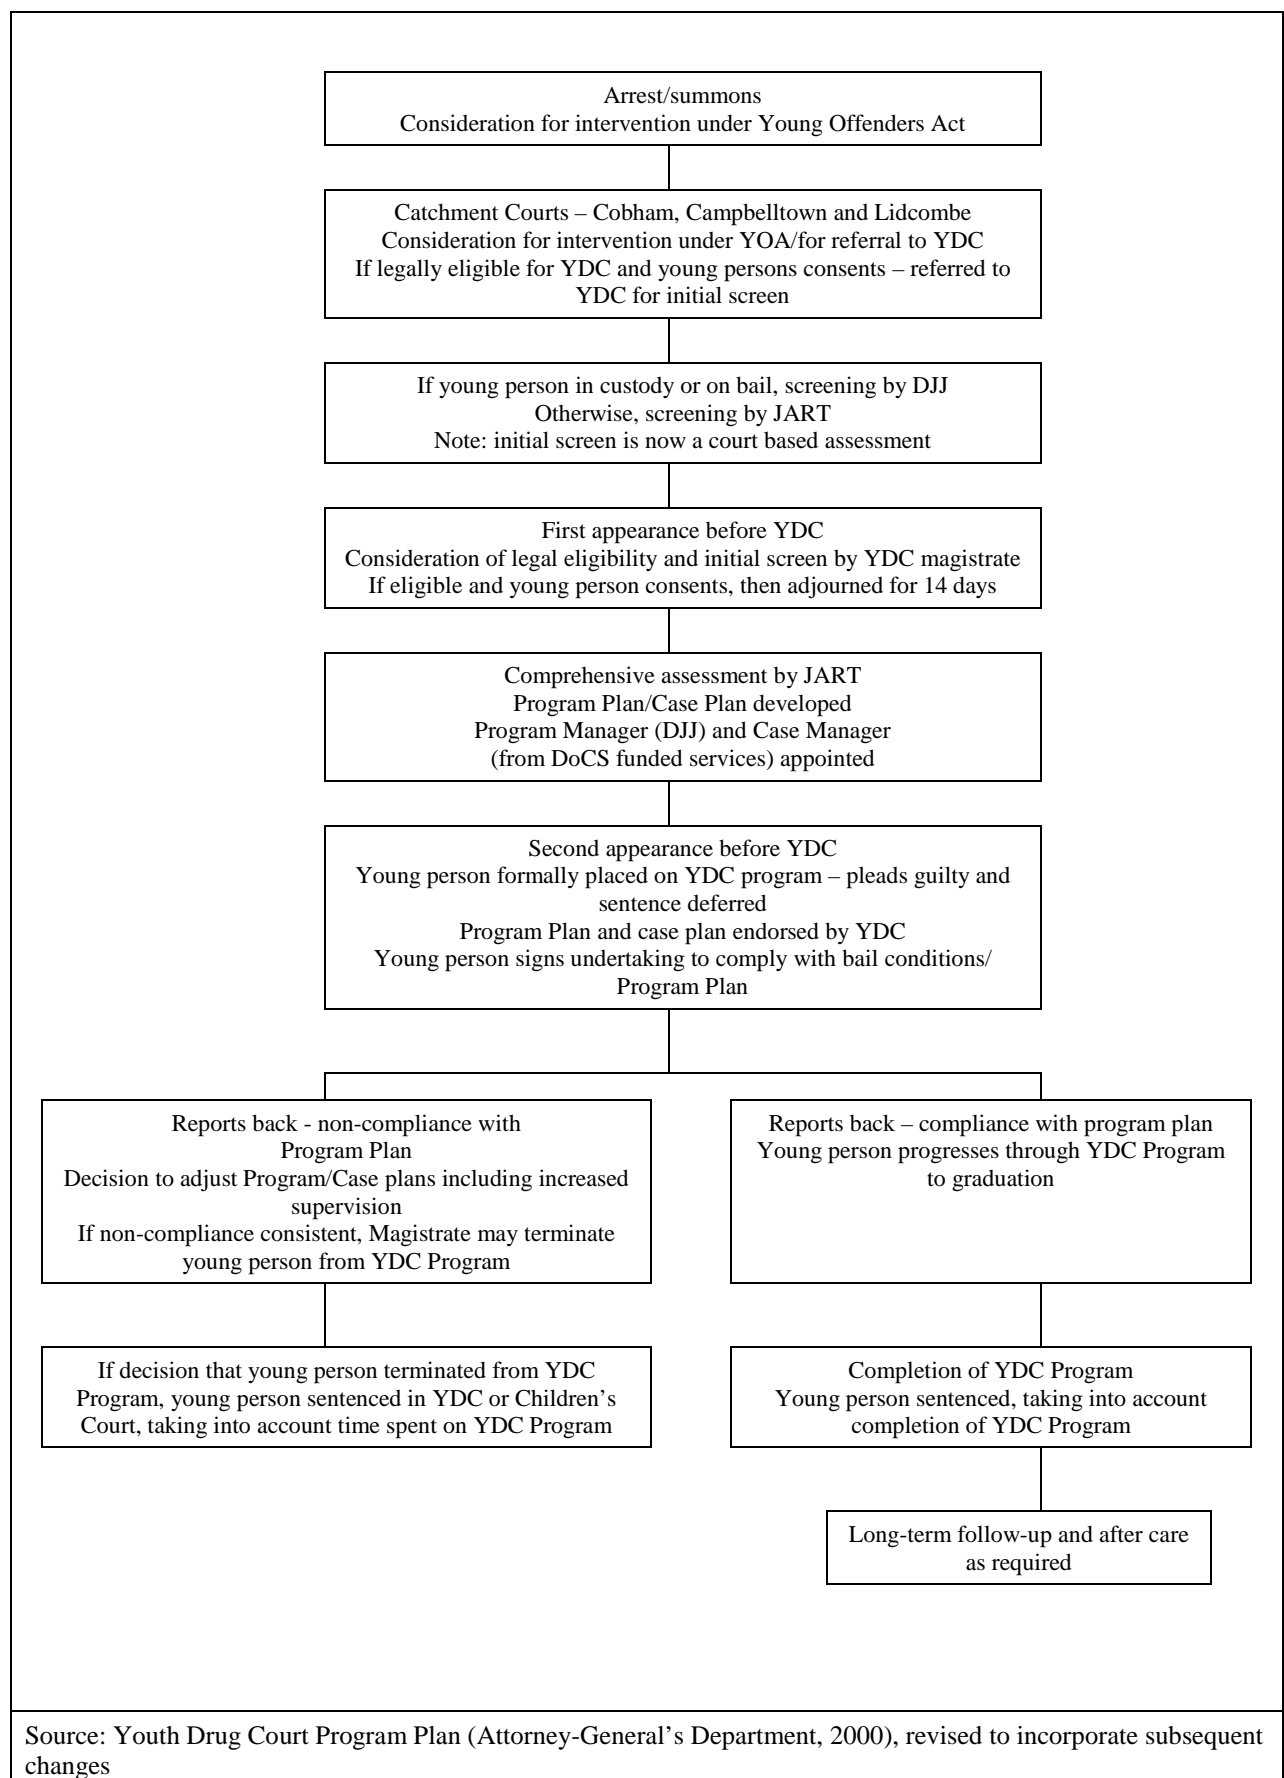 Arrest/summons
Consideration for intervention under Young Offenders Act
Catchment Courts – Cobham, Campbelltown and Lidcombe
Consideration for intervention under YOA/for referral to YDC
If legally eligible for YDC and young persons consents – referred to
YDC for initial screen
If young person in custody or on bail, screening by DJJ
Otherwise, screening by JART
Note: initial screen is now a court based assessment
First appearance before YDC
Consideration of legal eligibility and initial screen by YDC magistrate
If eligible and young person consents, then adjourned for 14 days
Comprehensive assessment by JART
Program Plan/Case Plan developed
Program Manager (DJJ) and Case Manager
(from DoCS funded services) appointed
Second appearance before YDC
Young person formally placed on YDC program – pleads guilty and
sentence deferred
Program Plan and case plan endorsed by YDC
Young person signs undertaking to comply with bail conditions/
Program Plan
Reports back - non-compliance with
Program Plan
Decision to adjust Program/Case plans including increased
supervision
If non-compliance consistent, Magistrate may terminate
young person from YDC Program
Reports back – compliance with program plan
Young person progresses through YDC Program
to graduation
If decision that young person terminated from YDC
Program, young person sentenced in YDC or Children’s
Court, taking into account time spent on YDC Program
Completion of YDC Program
Young person sentenced, taking into account
completion of YDC Program
Long-term follow-up and after care
as required
Source: Youth Drug Court Program Plan (Attorney-General’s Department, 2000), revised to incorporate subsequent
changes